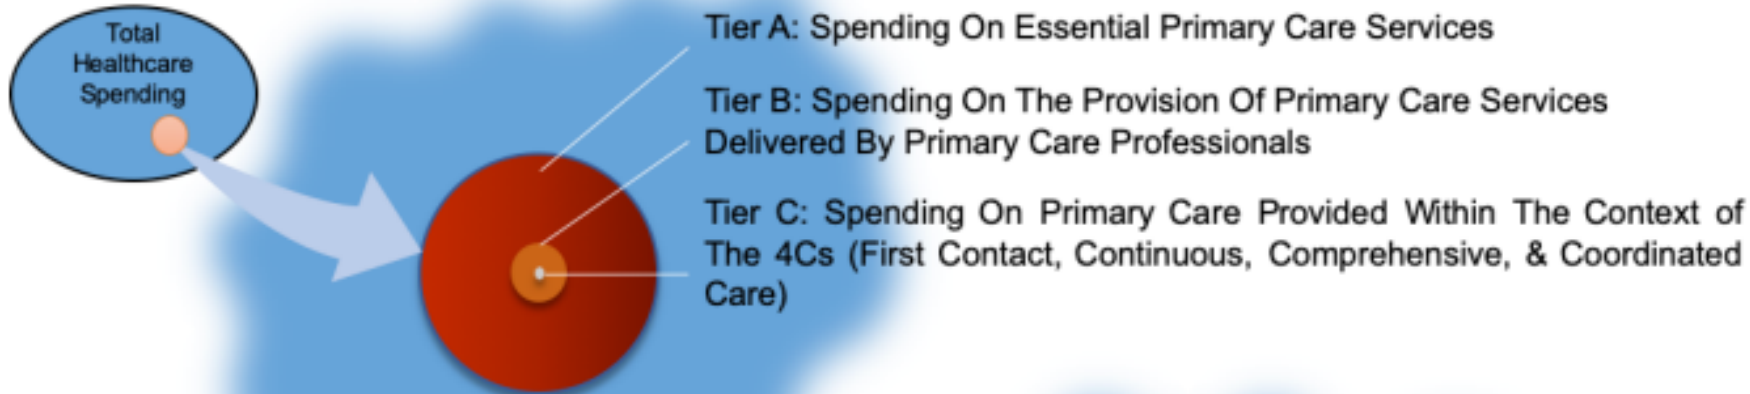 Total
Healthcare
Spending
Tier A: Spending On Essential Primary Care Services
Tier B: Spending On The Provision Of Primary Care Services
Delivered By Primary Care Professionals
Tier C: Spending On Primary Care Provided Within The Context of
The 4Cs (First Contact, Continuous, Comprehensive, & Coordinated
Care)